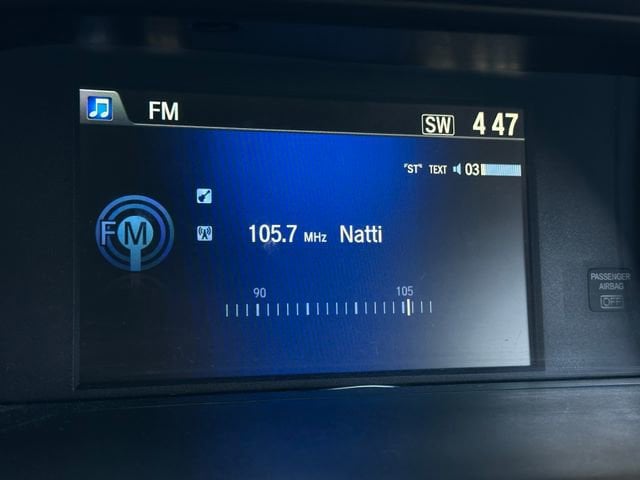 FM
SW 4 47
"ST" TEXT 03
FM
105.7 MHz Natti
90 105
PASSENGER
AIRBAG
OFF